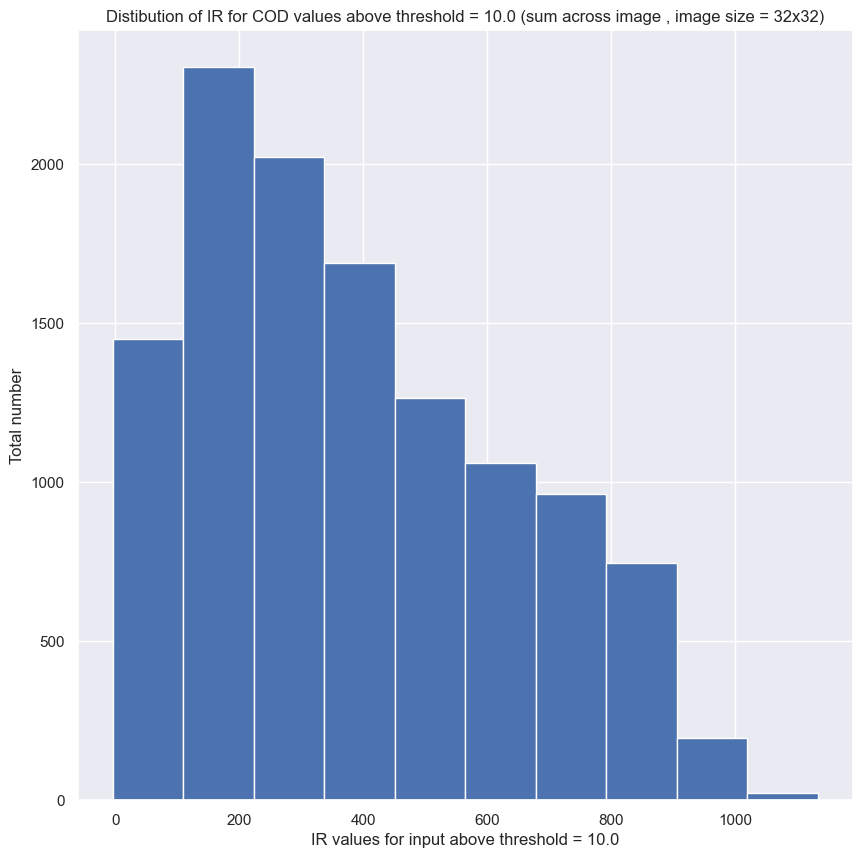 Distibution of IR for COD values above threshold = 10.0 (sum across image , image size = 32x32)
Total number
2000
1500
1000
500
0
0 200 400 600 800 1000
IR values for input above threshold = 10.0